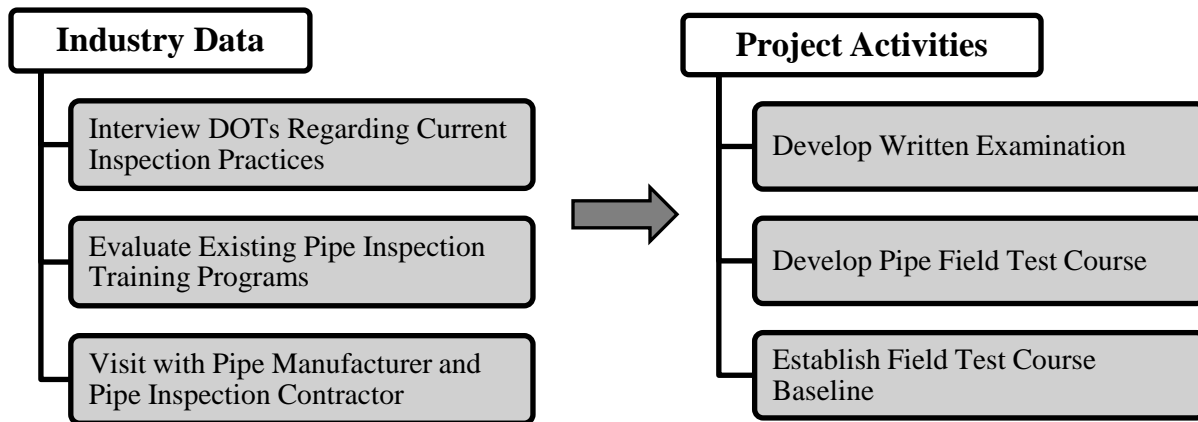 Industry Data
Interview DOTs Regarding Current
Inspection Practices
Evaluate Existing Pipe Inspection
Training Programs
Visit with Pipe Manufacturer and
Pipe Inspection Contractor
Project Activities
Develop Written Examination
Develop Pipe Field Test Course
Establish Field Test Course
Baseline